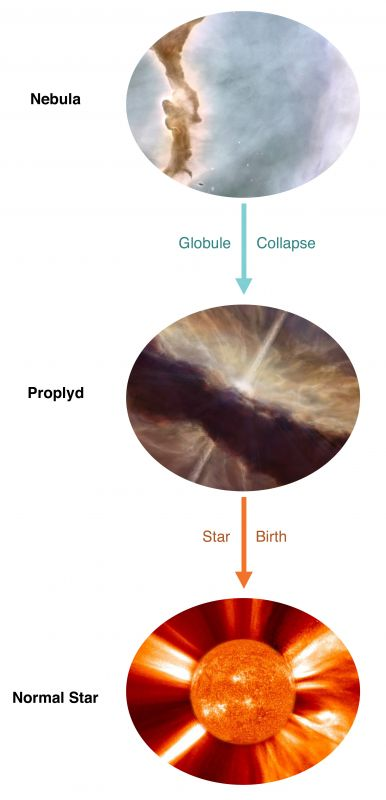 Nebula
Globule Collapse
Proplyd
Star Birth
Normal Star